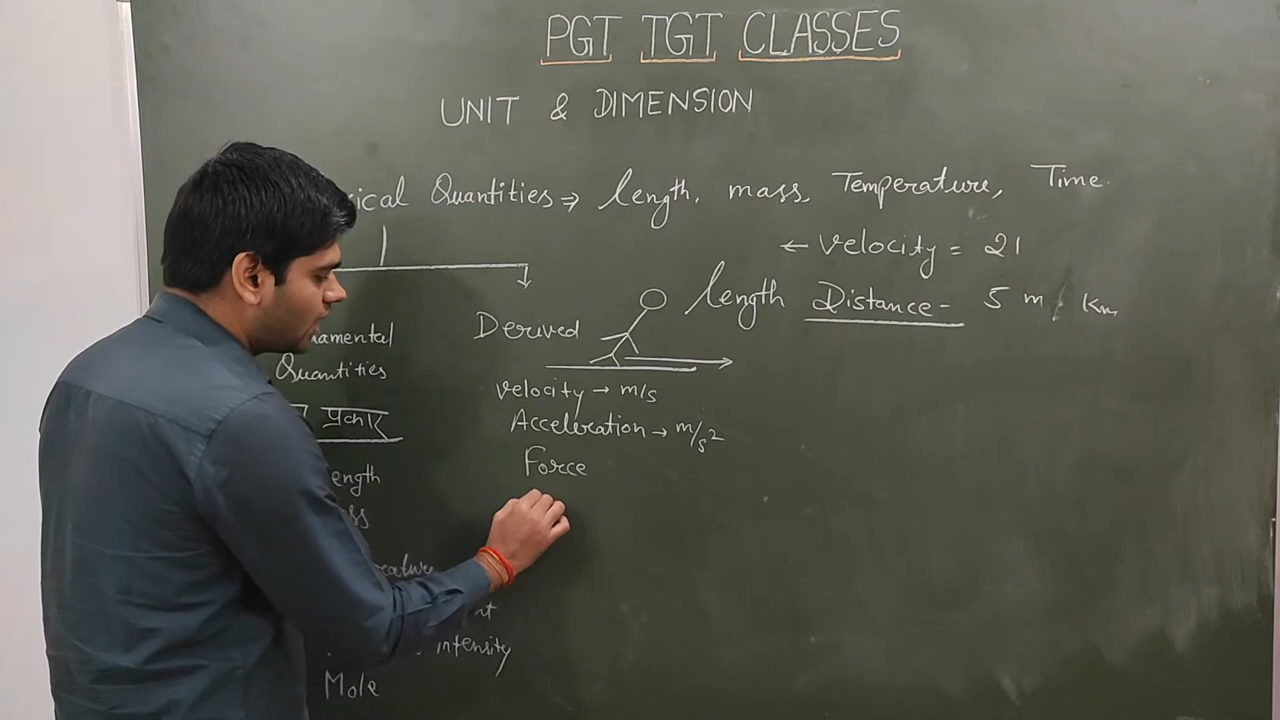 PGT TGT CLASSES
UNIT & DIMENSION
ical Quantities ⇒ length, mass, Temperature, Time.
← velocity = 21
length Distance - 5 m, Km
Derived
amental
Quantities
प्रकार
Velocity → m/s
Acceleration → m/s²
Force
ength
ss
erature
nt
intensity
Mole